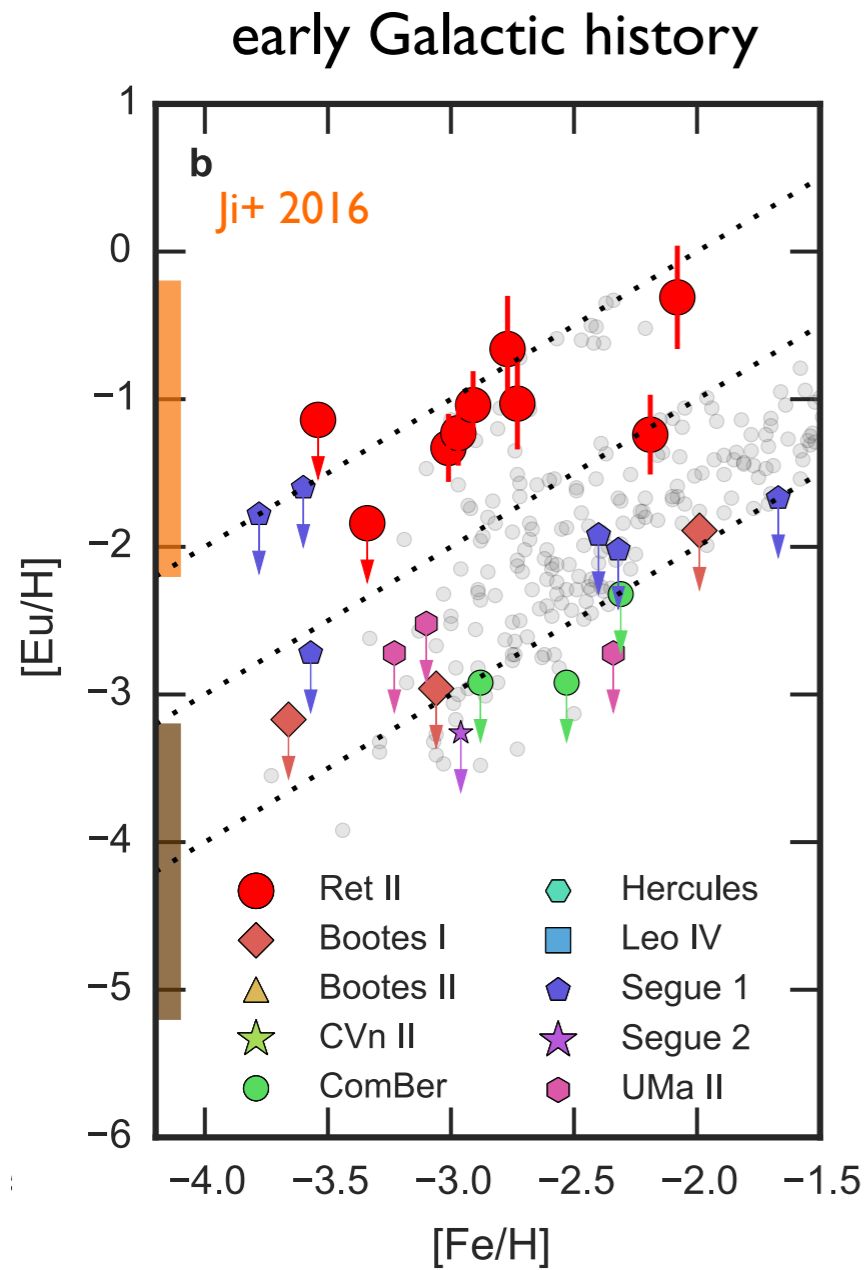 early Galactic history
b
Ji+ 2016
1
0
−1
−2
−3
−4
−5
−6
[Eu/H]
Ret II
Bootes I
Bootes II
CVn II
ComBer
Hercules
Leo IV
Segue 1
Segue 2
UMa II
−4.0 −3.5 −3.0 −2.5 −2.0 −1.5
[Fe/H]